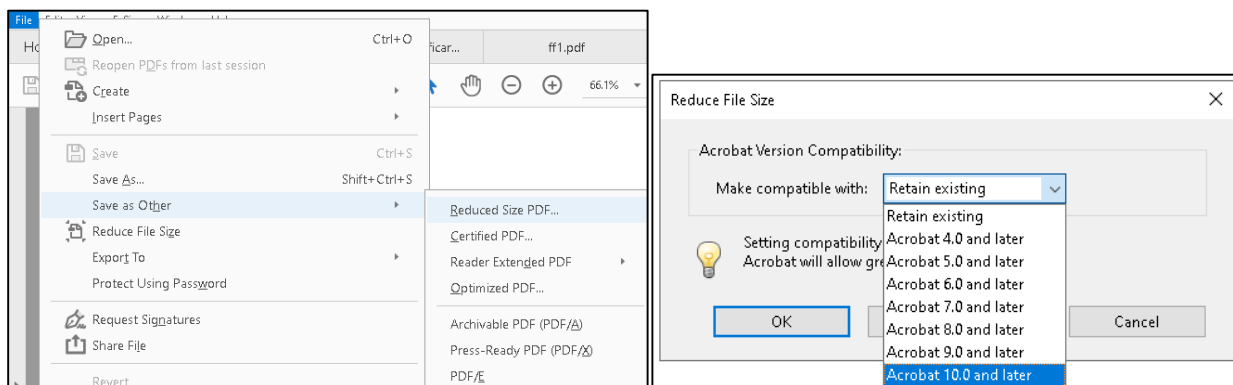 File
Open... Ctrl+O
Reopen PDFs from last session
Create
Insert Pages
Save Ctrl+S
Save As... Shift+Ctrl+S
Save as Other
Reduce File Size
Export To
Protect Using Password
Request Signatures
Share File
Revert
ficar... ff1.pdf
66.1%
Reduced Size PDF...
Certified PDF...
Reader Extended PDF
Optimized PDF...
Archivable PDF (PDF/A)
Press-Ready PDF (PDF/X)
PDF/E
Reduce File Size
Acrobat Version Compatibility:
Make compatible with: Retain existing
Retain existing
Acrobat 4.0 and later
Acrobat 5.0 and later
Acrobat 6.0 and later
Acrobat 7.0 and later
Acrobat 8.0 and later
Acrobat 9.0 and later
Acrobat 10.0 and later
Setting compatibility
Acrobat will allow gre
OK Cancel